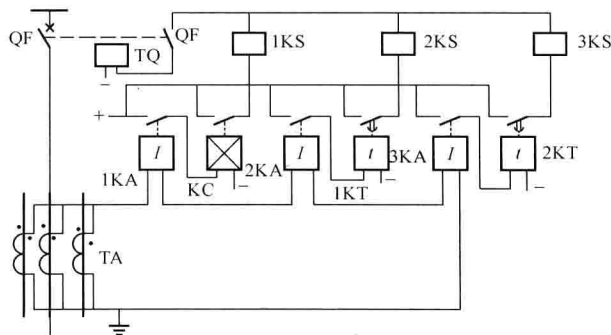 QF
QF
TQ
1KS
2KS
3KS
−
+
I
I
t
I
t
1KA
KC
2KA
−
1KT
3KA
−
2KT
−
TA